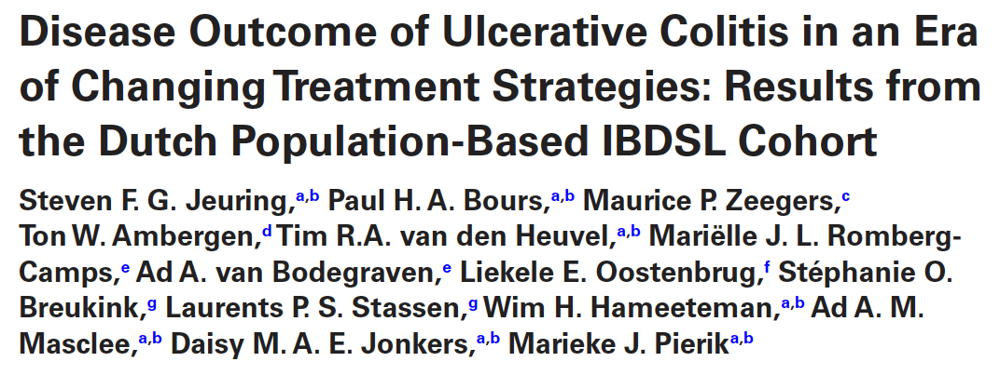 Disease Outcome of Ulcerative Colitis in an Era
of Changing Treatment Strategies: Results from
the Dutch Population-Based IBDSL Cohort
Steven F. G. Jeuring,a,b Paul H. A. Bours,a,b Maurice P. Zeegers,c
Ton W. Ambergen,d Tim R.A. van den Heuvel,a,b Mariëlle J. L. Romberg-
Camps,e Ad A. van Bodegraven,e Liekele E. Oostenbrug,f Stéphanie O.
Breukink,g Laurents P. S. Stassen,g Wim H. Hameeteman,a,b Ad A. M.
Masclee,a,b Daisy M. A. E. Jonkers,a,b Marieke J. Pierika,b